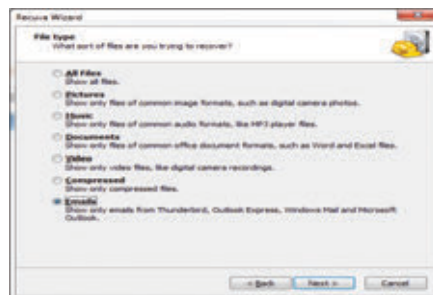 Recuva Wizard
File type
What sort of files are you trying to recover?
All Files
Show all files.
Pictures
Show only files of common image formats, such as digital camera photos.
Music
Show only files of common audio formats, like MP3 player files.
Documents
Show only files of common office document formats, such as Word and Excel files.
Video
Show only video files, like digital camera recordings.
Compressed
Show only compressed files.
Emails
Show only emails from Thunderbird, Outlook Express, Windows Mail and Microsoft
Outlook.
< Back Next > Cancel